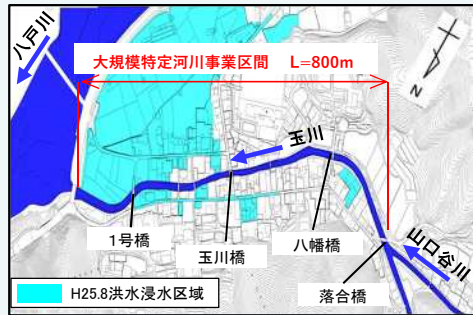 八戸川
大規模特定河川事業区間 L=800m
N
玉川
1号橋
玉川橋
八幡橋
山口谷川
落合橋
H25.8洪水浸水区域